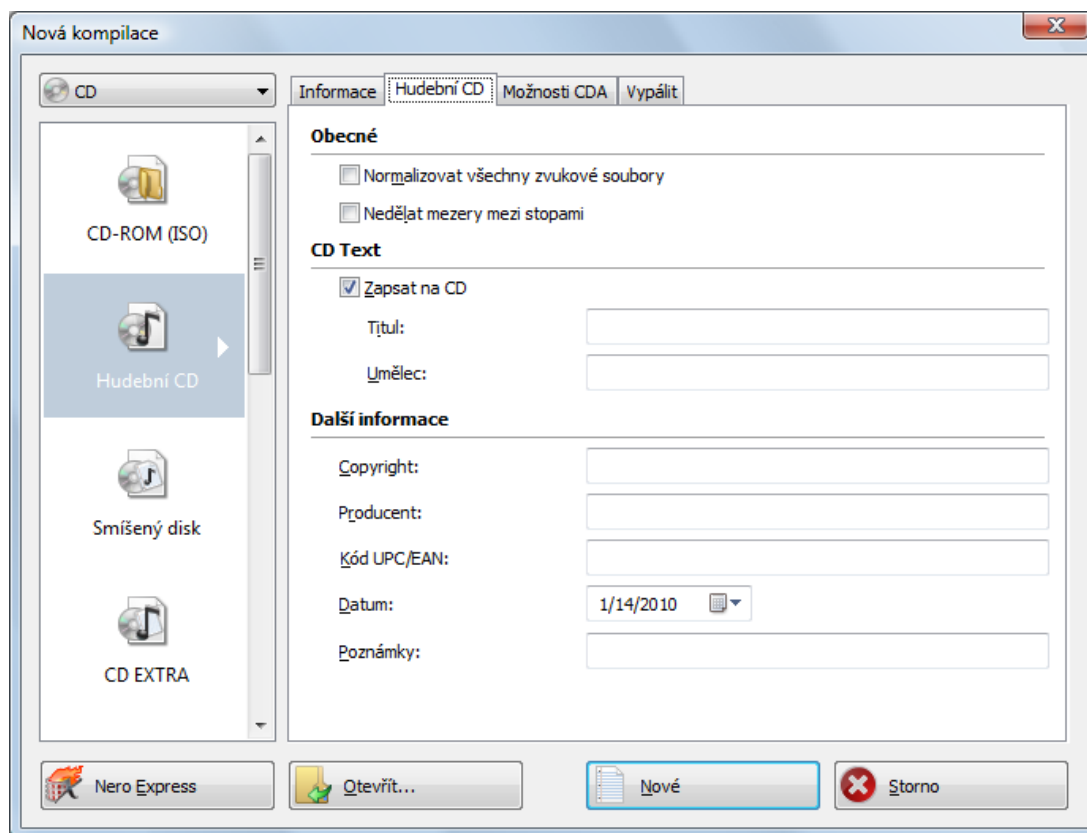 Nová kompilace
CD
CD-ROM (ISO)
Hudební CD
Smíšený disk
CD EXTRA
Informace
Hudební CD
Možnosti CDA
Vypálit
Obecné
Normalizovat všechny zvukové soubory
Nedělat mezery mezi stopami
CD Text
Zapsat na CD
Titul:
Umělec:
Další informace
Copyright:
Producent:
Kód UPC/EAN:
Datum:
1/14/2010
Poznámky:
Nero Express
Otevřít...
Nové
Storno